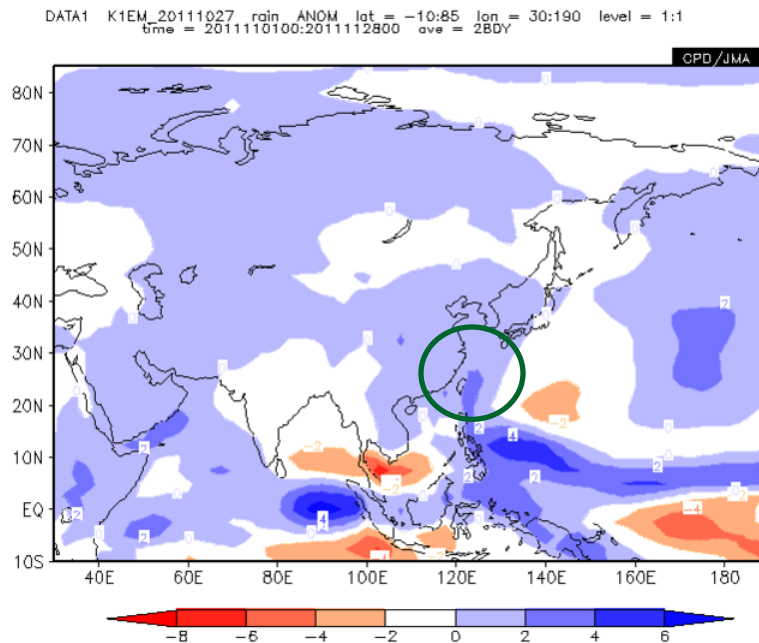 DATA1 K1EM_20111027 rain ANOM lat = -10:85 lon = 30:190 level = 1:1
time = 2011110100:2011112800 ave = 28DY
CPD/JMA
80N
70N
60N
50N
40N
30N
20N
10N
EQ
10S
40E 60E 80E 100E 120E 140E 160E 180
-8 -6 -4 -2 0 2 4 6